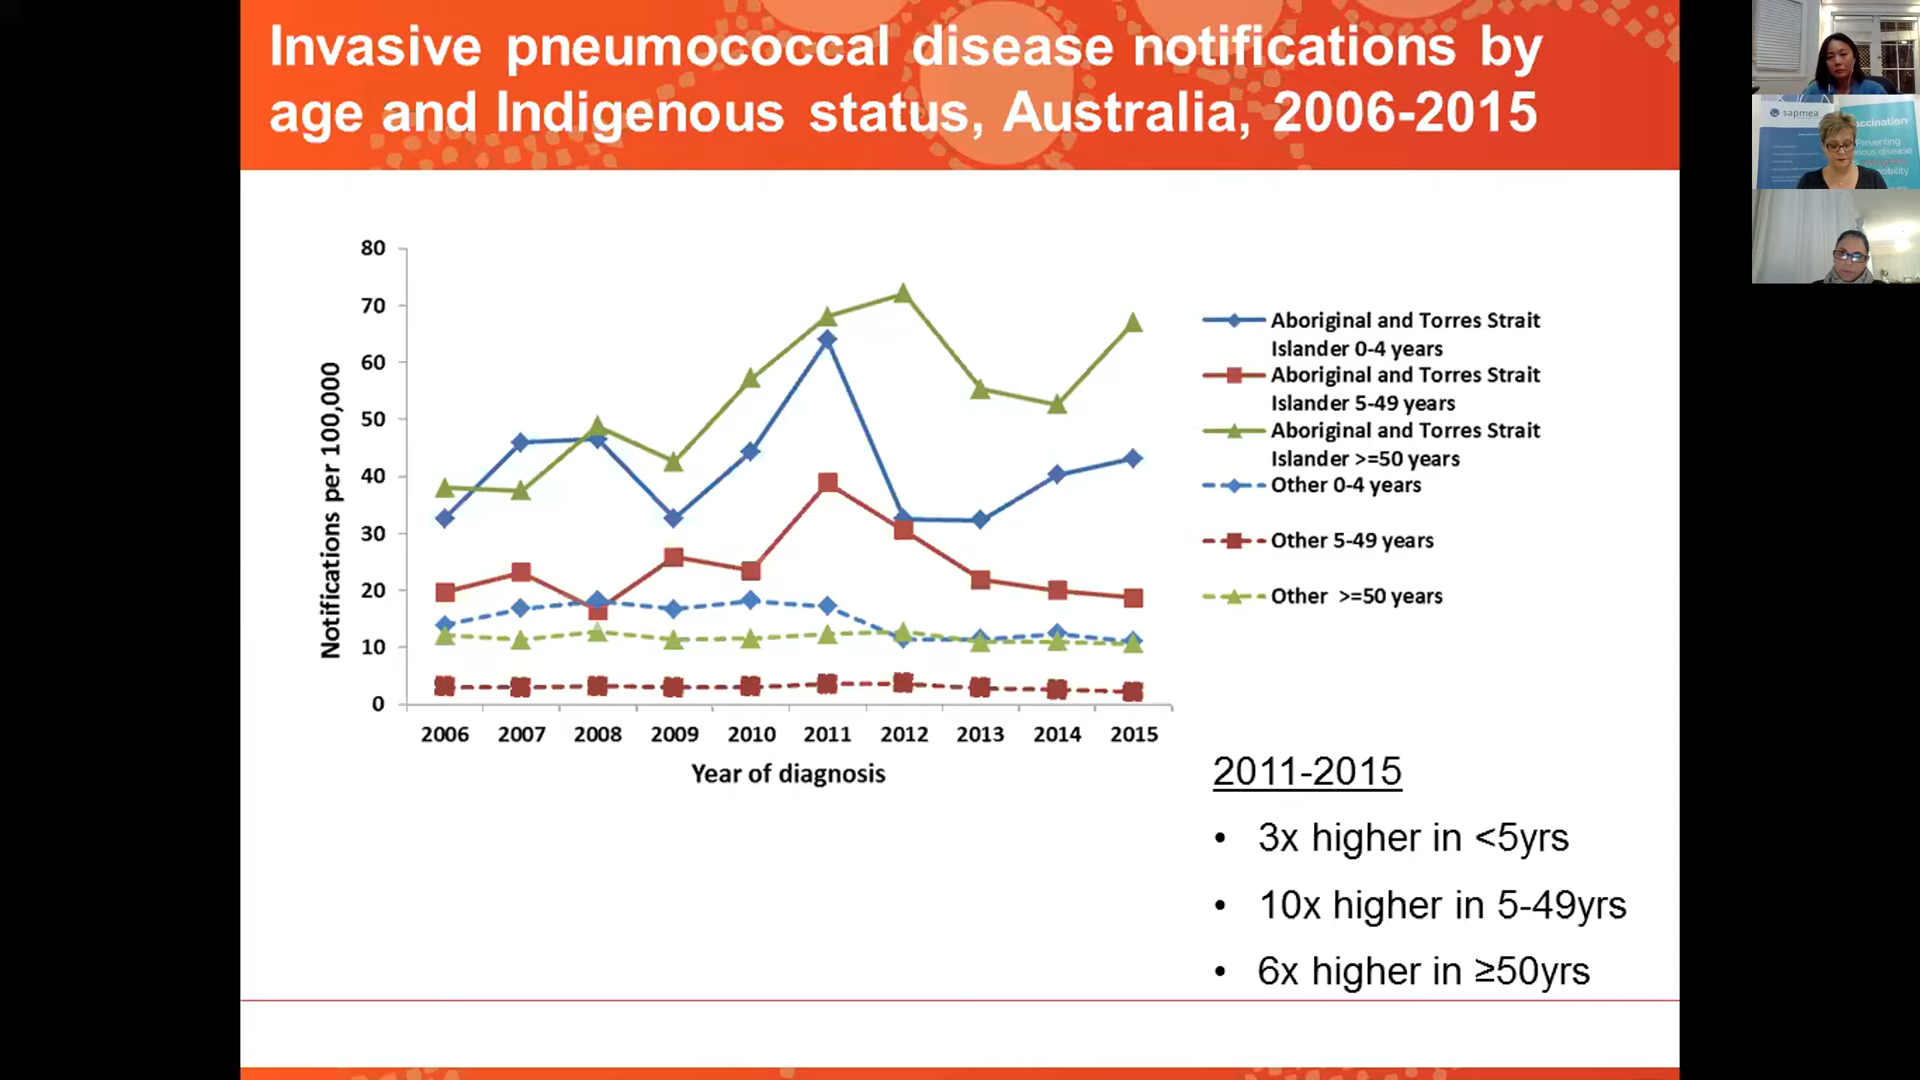 Invasive pneumococcal disease notifications by
age and Indigenous status, Australia, 2006-2015
sapmea
ccination
Preventing
disease
80
70
60
50
40
30
20
10
0
Notifications per 100,000
2006 2007 2008 2009 2010 2011 2012 2013 2014 2015
Year of diagnosis
Aboriginal and Torres Strait
Islander 0-4 years
Aboriginal and Torres Strait
Islander 5-49 years
Aboriginal and Torres Strait
Islander >=50 years
Other 0-4 years
Other 5-49 years
Other >=50 years
2011-2015
• 3x higher in <5yrs
• 10x higher in 5-49yrs
• 6x higher in ≥50yrs